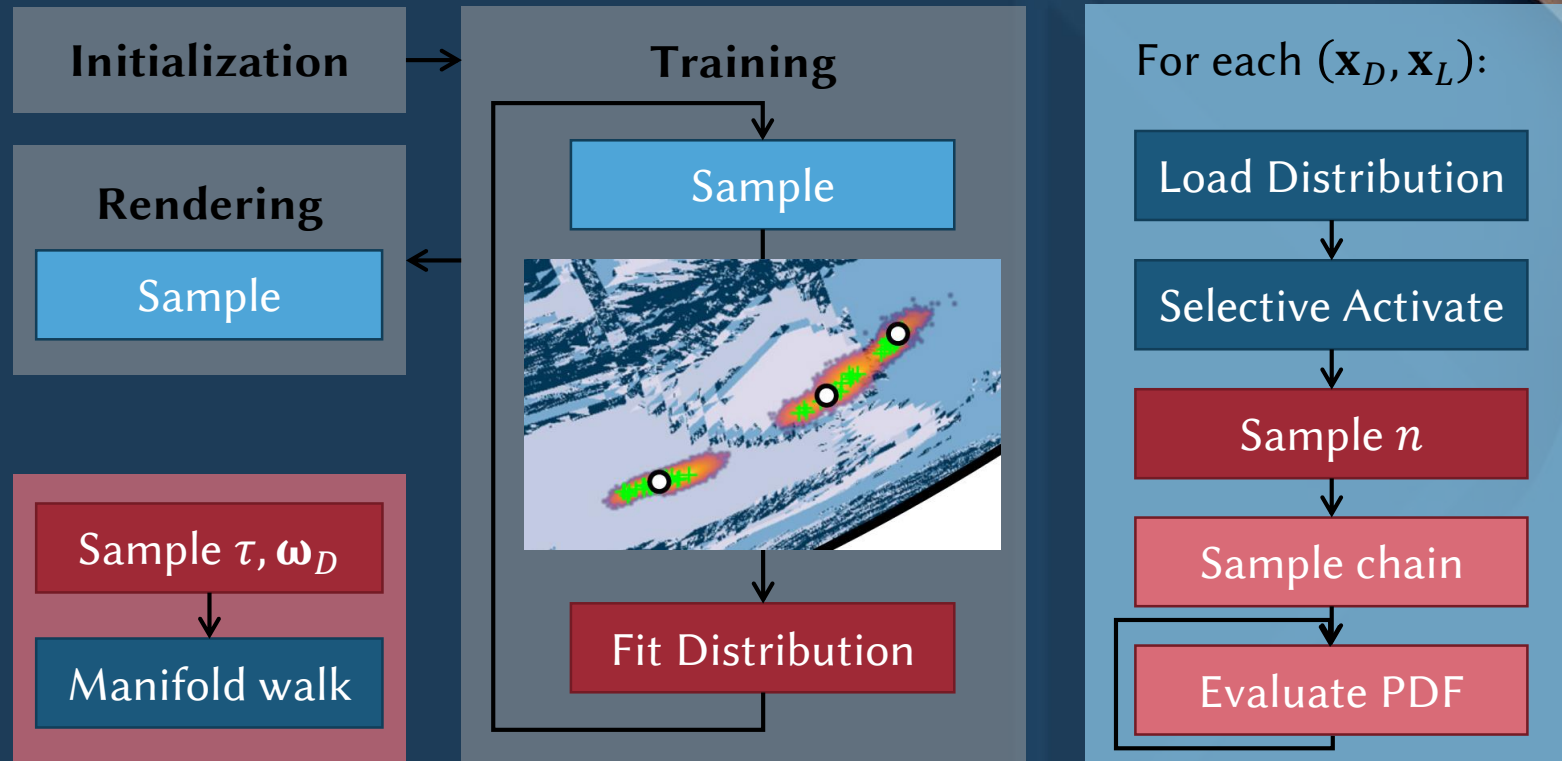 Initialization
Rendering
Sample
Sample τ, ω_D
Manifold walk
Training
Sample
Fit Distribution
For each (x_D, x_L):
Load Distribution
Selective Activate
Sample n
Sample chain
Evaluate PDF